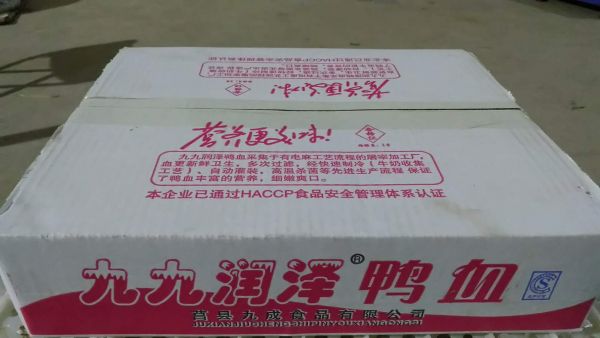 营养更美味!
九九润泽鸭血采集于有电麻工艺流程的屠宰加工厂,
血更新鲜卫生,多次过滤,经快速制冷(牛奶收集
工艺)、自动灌装,高温杀菌等先进生产流程 保证
了鸭血丰富的营养,细嫩爽口。
本企业已通过HACCP食品安全管理体系认证
九九润泽®鸭血
莒县九成食品有限公司
JUXIANJIUCHENGSHIPINYOUXIANGONGSI